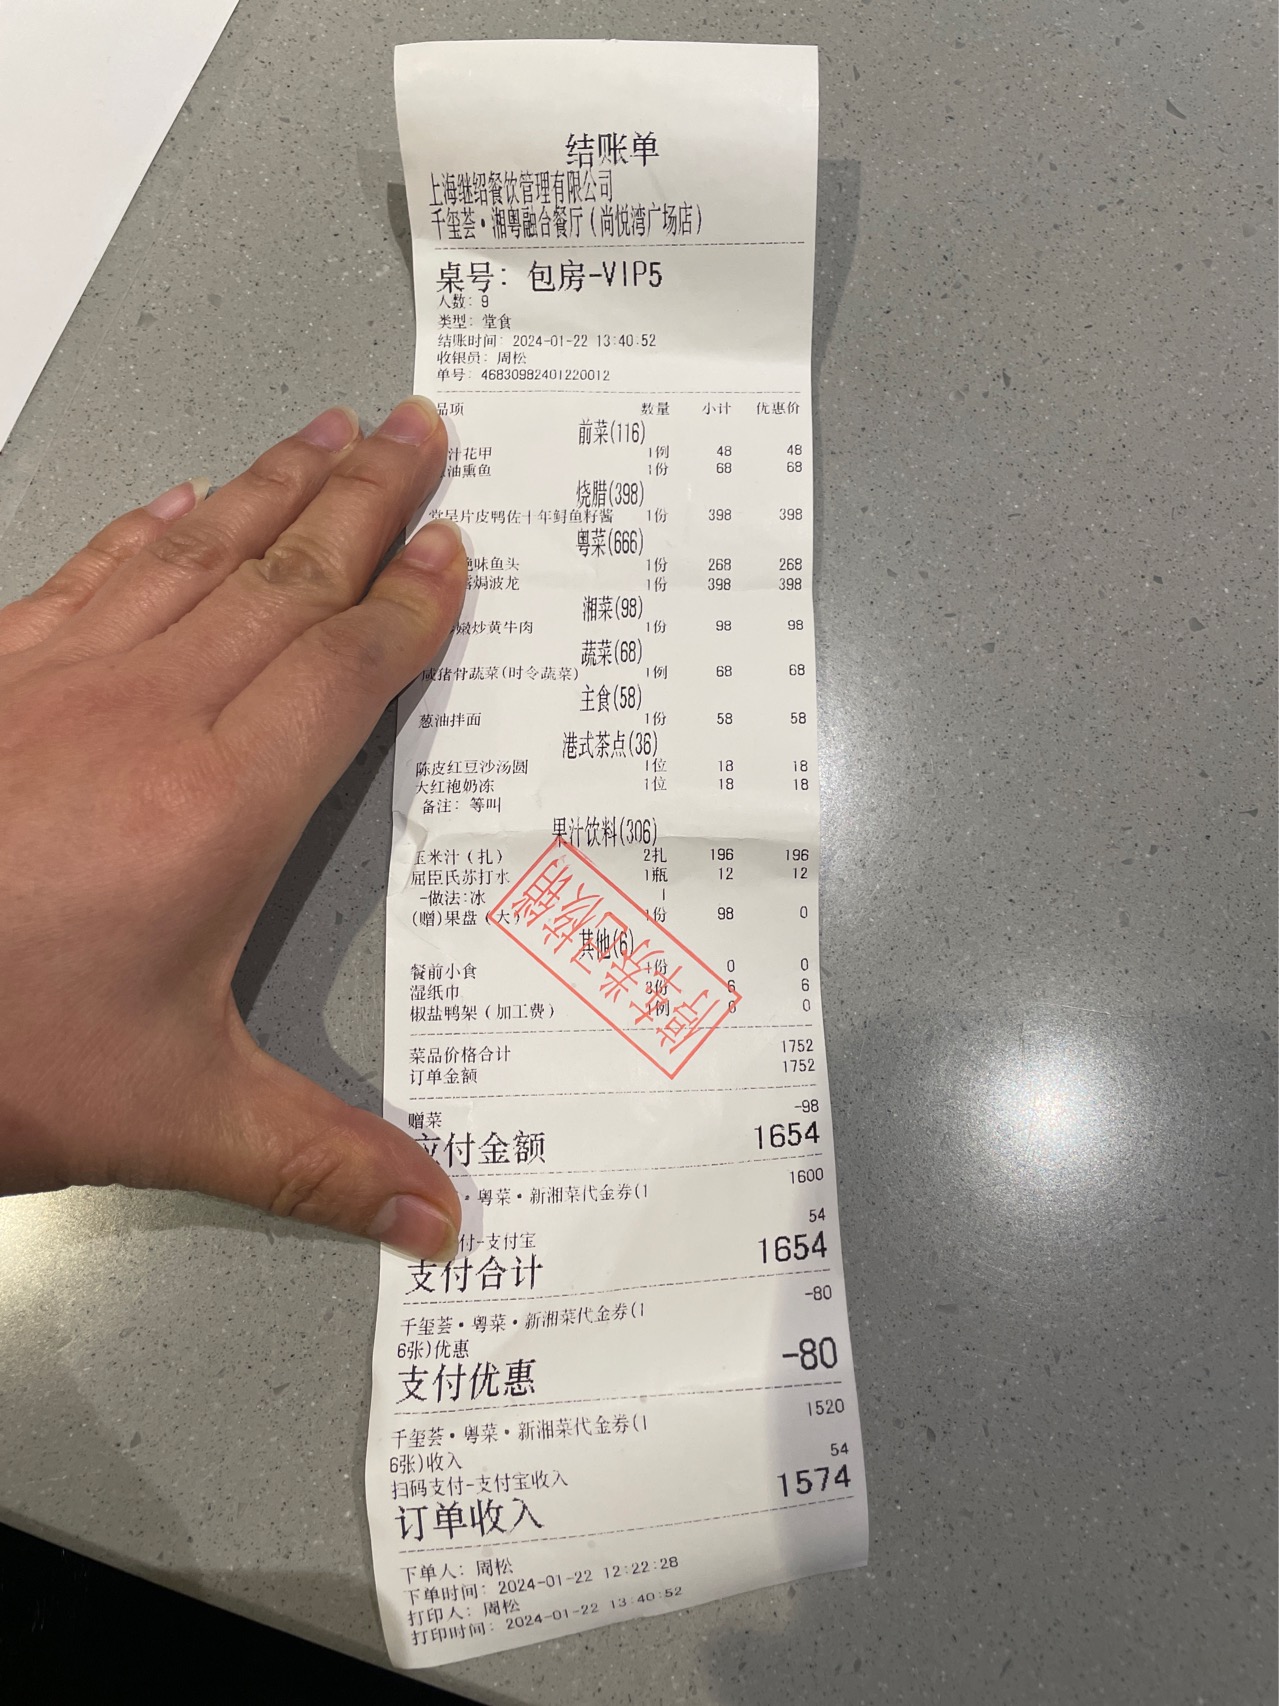 结账单
上海继绍餐饮管理有限公司
千玺荟·湘粤融合餐厅(尚悦湾广场店)
桌号: 包房-VIP5
人数: 9
类型: 堂食
结账时间: 2024-01-22 13:40:52
收银员: 周松
单号: 46830982401220012
品项 数量 小计 优惠价
前菜(116)
汁花甲 1例 48 48
油熏鱼 1份 68 68
烧腊(398)
堂呈片皮鸭佐十年鲟鱼籽酱 1份 398 398
粤菜(666)
绝味鱼头 1份 268 268
焗波龙 1份 398 398
湘菜(98)
嫩炒黄牛肉 1份 98 98
蔬菜(68)
咸猪骨蔬菜(时令蔬菜) 1例 68 68
主食(58)
葱油拌面 1份 58 58
港式茶点(36)
陈皮红豆沙汤圆 1位 18 18
大红袍奶冻 1位 18 18
备注: 等叫
果汁饮料(306)
玉米汁(扎) 2扎 196 196
屈臣氏苏打水 1瓶 12 12
-做法:冰 1
(赠)果盘(大) 1份 98 0
其他(6)
餐前小食 1份 0 0
湿纸巾 3份 6 6
椒盐鸭架(加工费) 1例 0 0
菜品价格合计 1752
订单金额 1752
赠菜 -98
应付金额 1654
·粤菜·新湘菜代金券(1 1600
付-支付宝 54
支付合计 1654
千玺荟·粤菜·新湘菜代金券(1 -80
6张)优惠
支付优惠 -80
千玺荟·粤菜·新湘菜代金券(1 1520
6张)收入
扫码支付-支付宝收入 54
订单收入 1574
下单人: 周松
下单时间: 2024-01-22 12:22:28
打印人: 周松
打印时间: 2024-01-22 13:40:52